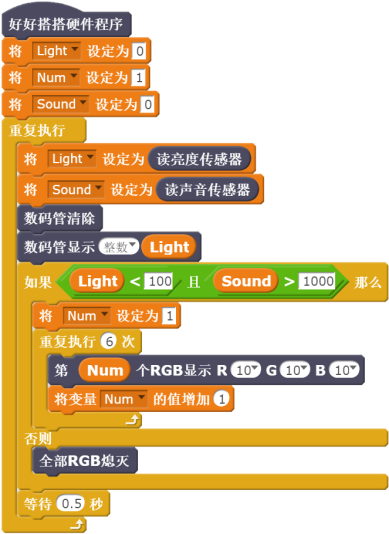 好好搭搭硬件程序
将 Light 设定为 0
将 Num 设定为 1
将 Sound 设定为 0
重复执行
将 Light 设定为 读亮度传感器
将 Sound 设定为 读声音传感器
数码管清除
数码管显示 整数 Light
如果 Light < 100 且 Sound > 1000 那么
将 Num 设定为 1
重复执行 6 次
第 Num 个RGB显示 R 10 G 10 B 10
将变量 Num 的值增加 1
否则
全部RGB熄灭
等待 0.5 秒